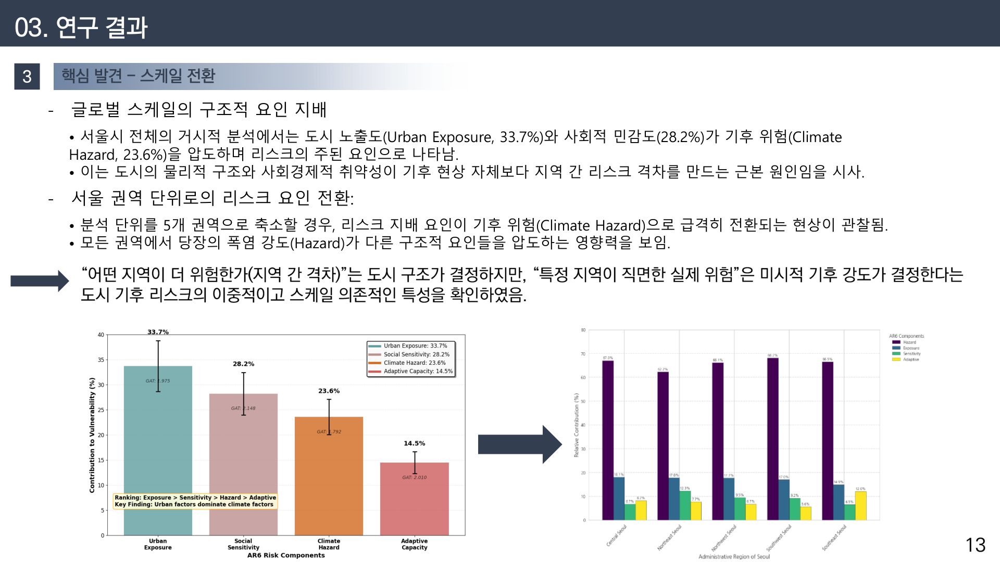 03. 연구 결과
3
핵심 발견 – 스케일 전환
- 글로벌 스케일의 구조적 요인 지배
• 서울시 전체의 거시적 분석에서는 도시 노출도(Urban Exposure, 33.7%)와 사회적 민감도(28.2%)가 기후 위험(Climate
Hazard, 23.6%)을 압도하며 리스크의 주된 요인으로 나타남.
• 이는 도시의 물리적 구조와 사회경제적 취약성이 기후 현상 자체보다 지역 간 리스크 격차를 만드는 근본 원인임을 시사.
- 서울 권역 단위로의 리스크 요인 전환:
• 분석 단위를 5개 권역으로 축소할 경우, 리스크 지배 요인이 기후 위험(Climate Hazard)으로 급격히 전환되는 현상이 관찰됨.
• 모든 권역에서 당장의 폭염 강도(Hazard)가 다른 구조적 요인들을 압도하는 영향력을 보임.
“어떤 지역이 더 위험한가(지역 간 격차)”는 도시 구조가 결정하지만, “특정 지역이 직면한 실제 위험”은 미시적 기후 강도가 결정한다는
도시 기후 리스크의 이중적이고 스케일 의존적인 특성을 확인하였음.
Contribution to Vulnerability (%)
40
35
30
25
20
15
10
5
0
33.7%
28.2%
23.6%
14.5%
GAT: 1.975
GAT: 2.148
GAT: 1.792
GAT: 2.010
Urban Exposure: 33.7%
Social Sensitivity: 28.2%
Climate Hazard: 23.6%
Adaptive Capacity: 14.5%
Ranking: Exposure > Sensitivity > Hazard > Adaptive
Key Finding: Urban factors dominate climate factors
Urban
Exposure
Social
Sensitivity
Climate
Hazard
Adaptive
Capacity
AR6 Risk Components
Relative Contribution (%)
80
70
60
50
40
30
20
10
0
67.0%
18.1%
6.7%
8.2%
62.2%
17.8%
12.3%
7.7%
66.1%
17.7%
9.5%
6.7%
68.2%
17.0%
9.2%
5.6%
66.5%
14.9%
6.5%
12.0%
AR6 Components
Hazard
Exposure
Sensitivity
Adaptive
Central Seoul
Northeast Seoul
Northwest Seoul
Southwest Seoul
Southeast Seoul
Administrative Region of Seoul
13